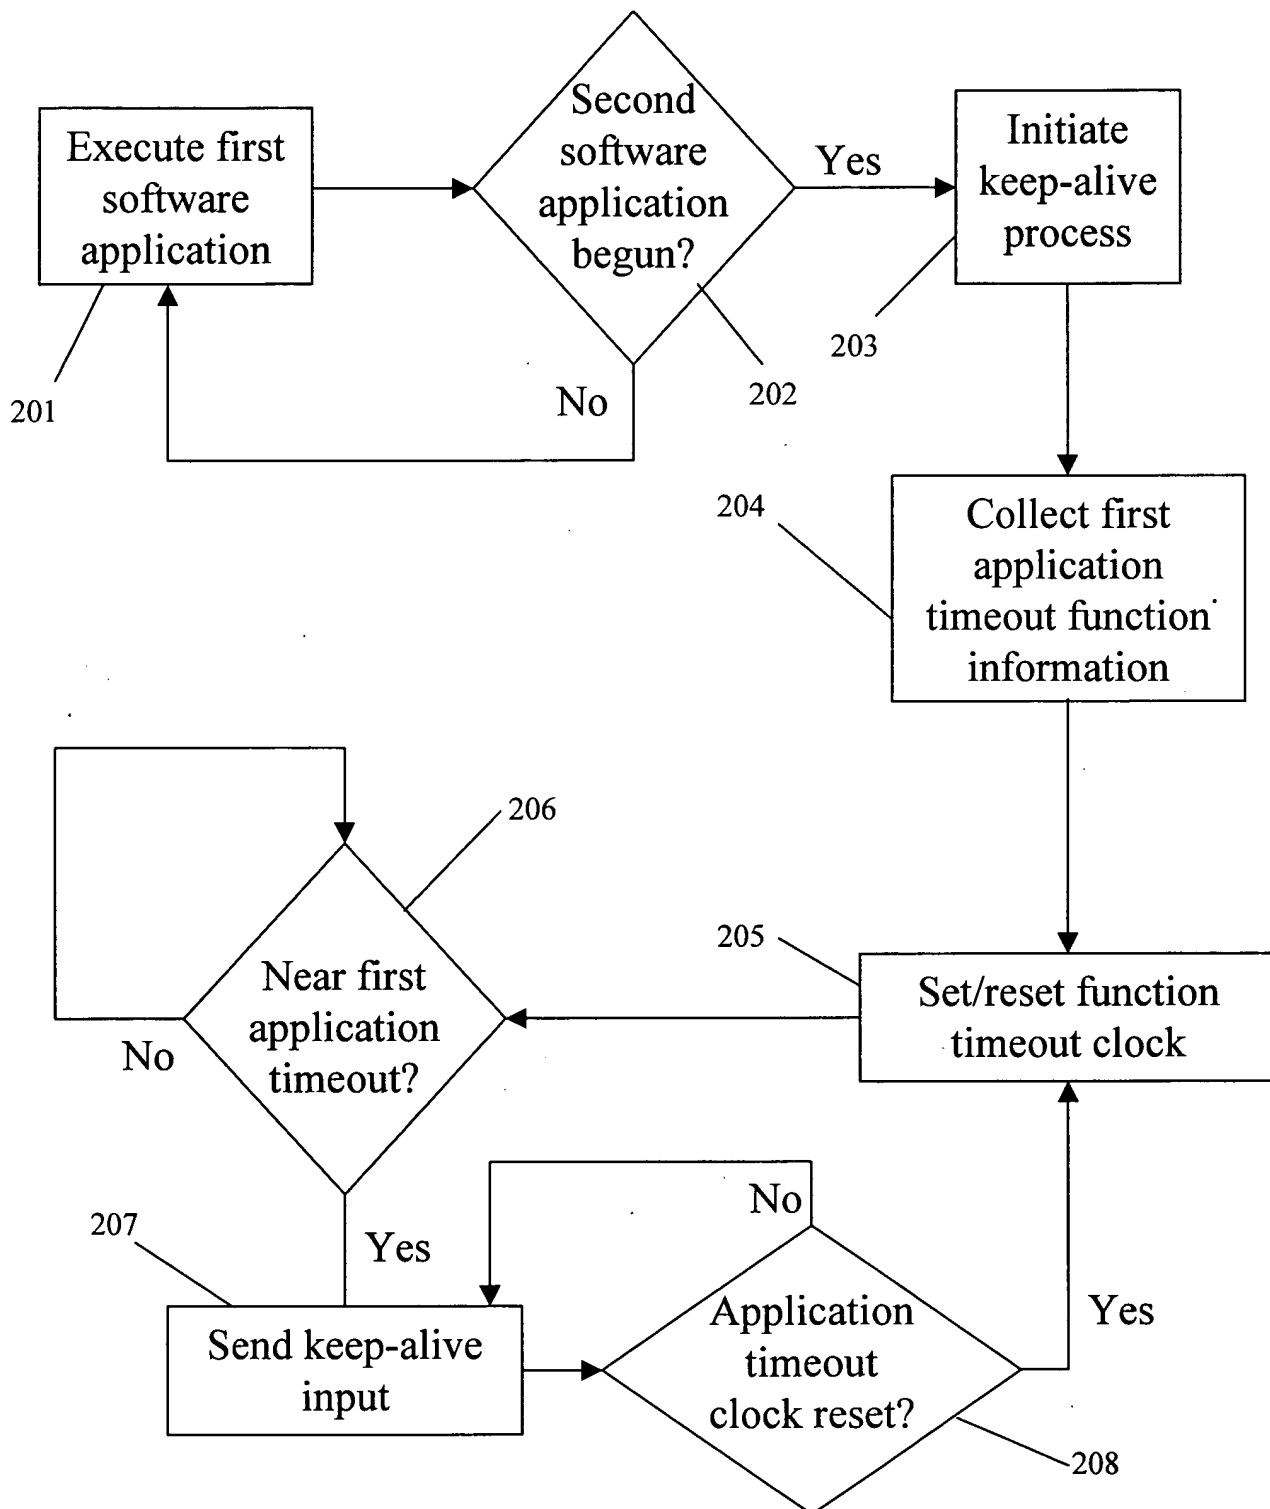 Execute first
software
application
201
Second
software
application
begun?
Yes
No
202
Initiate
keep-alive
process
203
204
Collect first
application
timeout function
information
205
Set/reset function
timeout clock
206
Near first
application
timeout?
No
Yes
207
Send keep-alive
input
No
Application
timeout
clock reset?
Yes
208